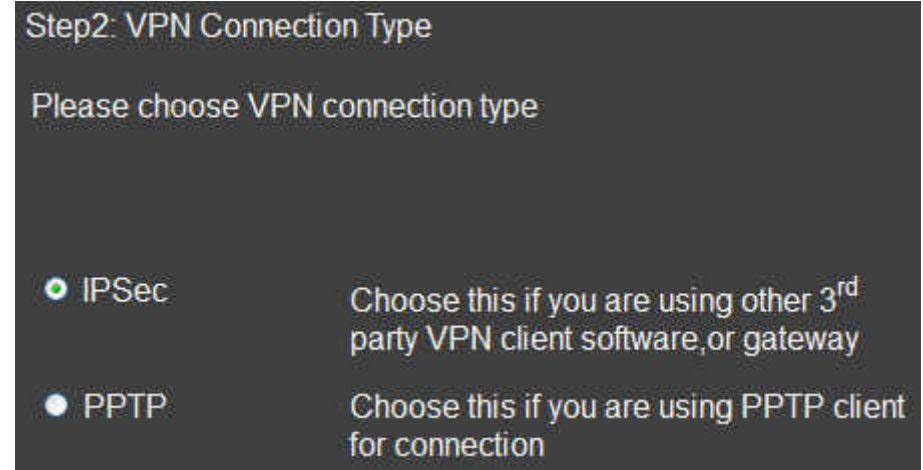 Step2: VPN Connection Type
Please choose VPN connection type
IPSec
Choose this if you are using other 3rd
party VPN client software,or gateway
PPTP
Choose this if you are using PPTP client
for connection